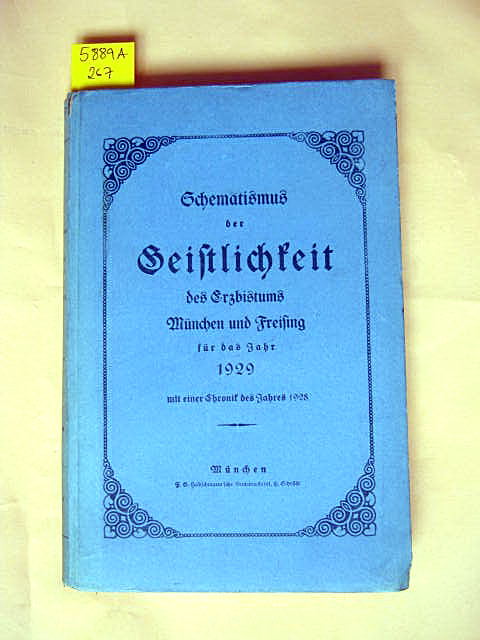 5889A
267
Schematismus
der
Geistlichkeit
des Erzbistums
München und Freising
für das Jahr
1929
mit einer Chronik des Jahres 1928
München